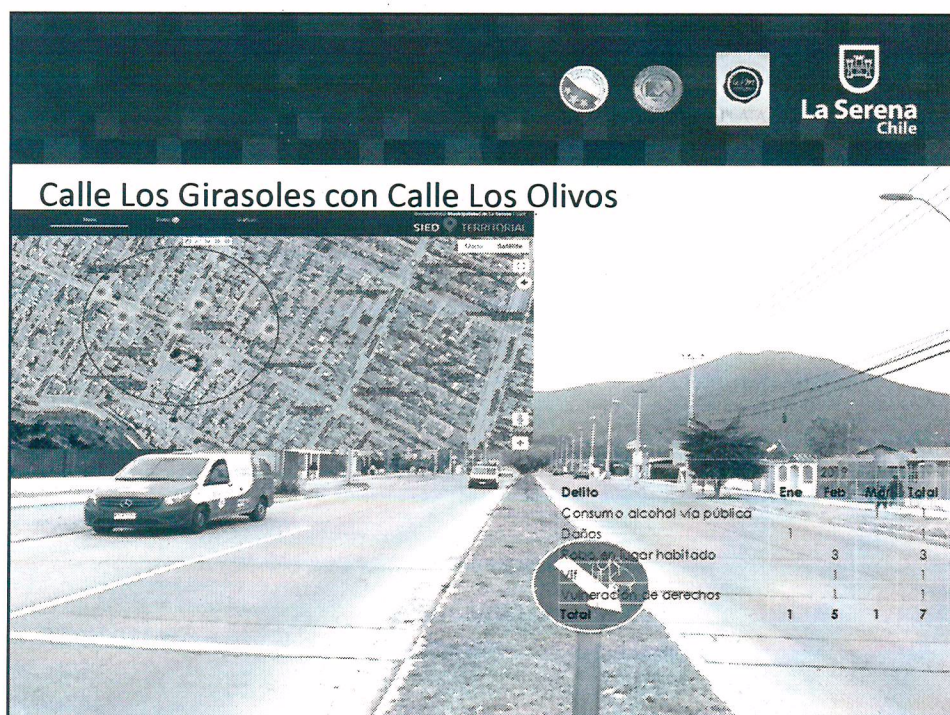 La Serena
Chile
Calle Los Girasoles con Calle Los Olivos
SIED TERRITORIAL
Satélite
2019
Delito Ene Feb Mar Total
Consumo alcohol vía pública 1
Daños 1 1
Robo en lugar habitado 3 3
Vif 1 1
Vulneración de derechos 1 1
Total 1 5 1 7